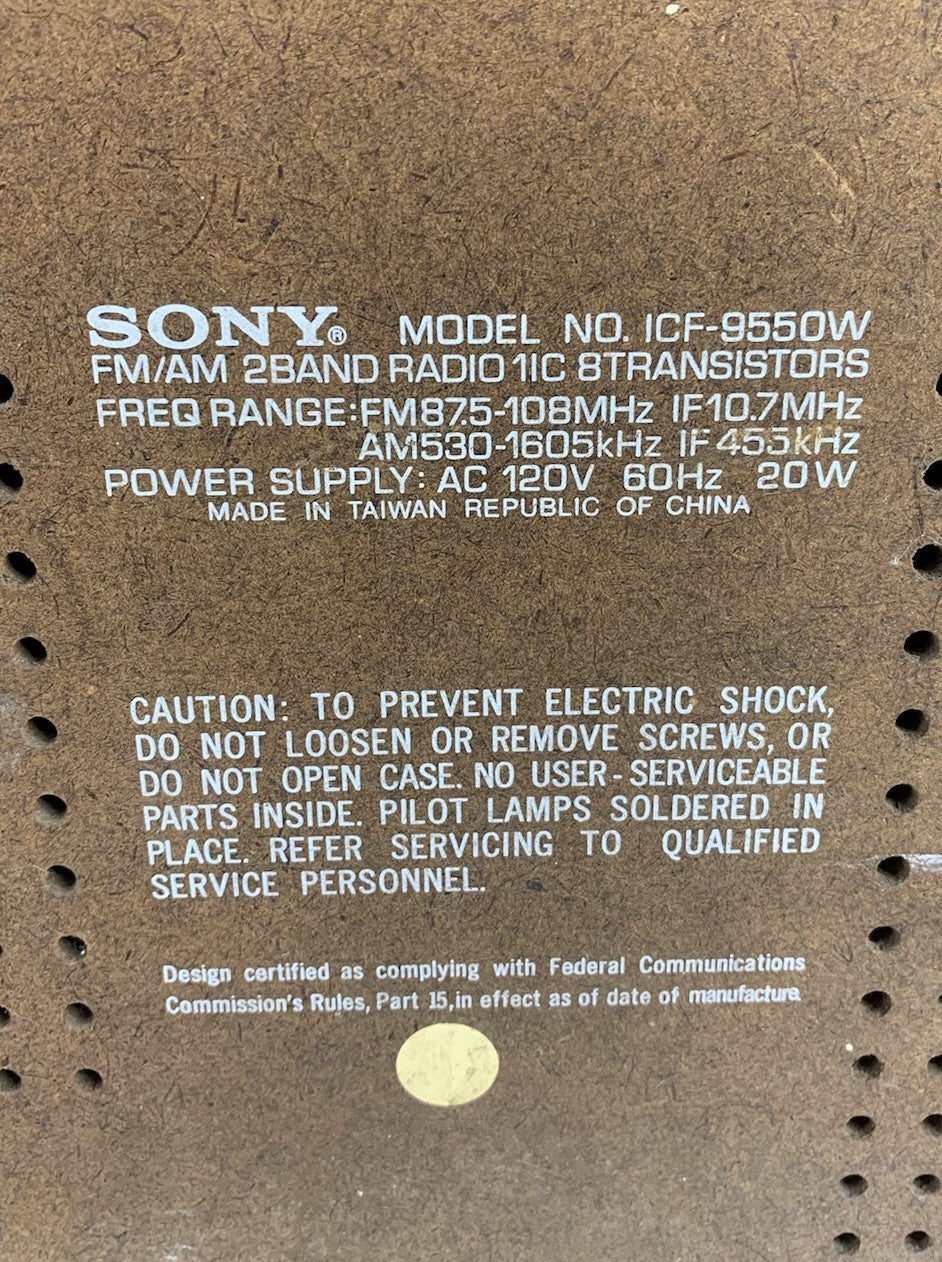 SONY® MODEL NO. ICF-9550W
FM/AM 2BAND RADIO 1IC 8TRANSISTORS
FREQ RANGE:FM87.5-108MHz IF10.7MHz
AM530-1605kHz IF 455kHz
POWER SUPPLY: AC 120V 60Hz 20W
MADE IN TAIWAN REPUBLIC OF CHINA
CAUTION: TO PREVENT ELECTRIC SHOCK,
DO NOT LOOSEN OR REMOVE SCREWS, OR
DO NOT OPEN CASE. NO USER-SERVICEABLE
PARTS INSIDE. PILOT LAMPS SOLDERED IN
PLACE. REFER SERVICING TO QUALIFIED
SERVICE PERSONNEL.
Design certified as complying with Federal Communications
Commission's Rules, Part 15, in effect as of date of manufacture.